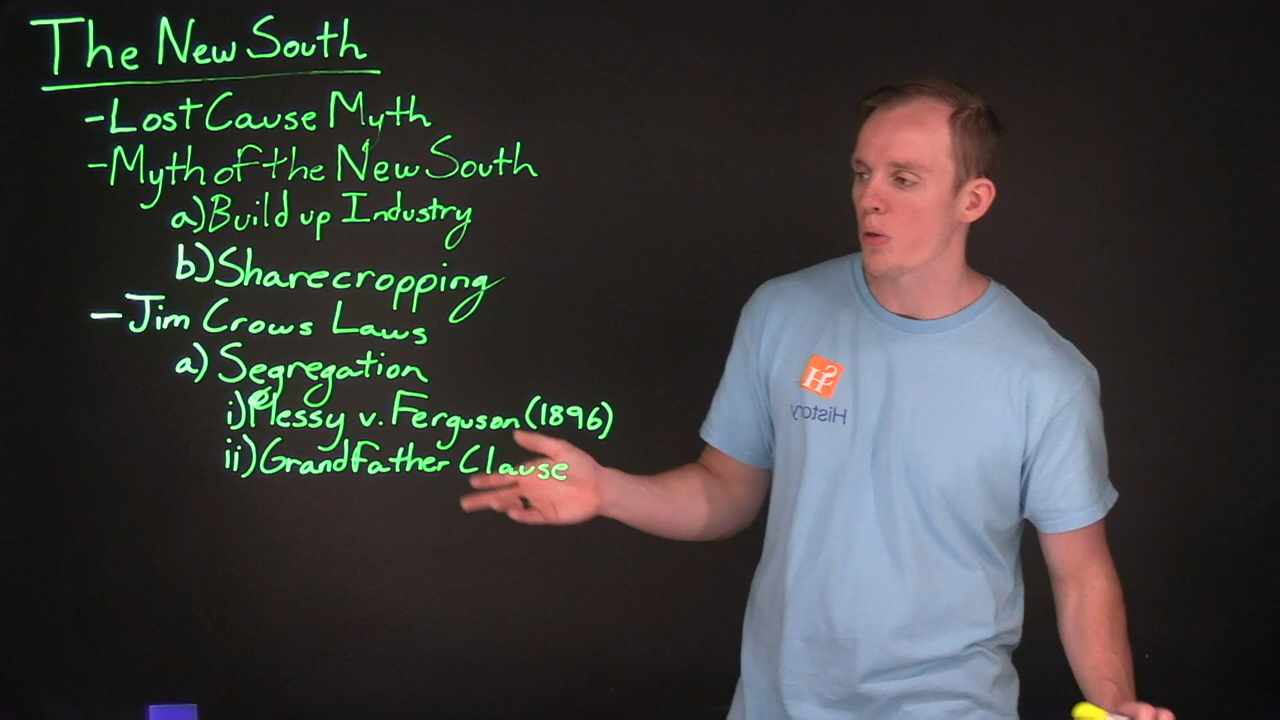 The New South
-Lost Cause Myth
-Myth of the New South
a) Build up Industry
b) Sharecropping
-Jim Crows Laws
a) Segregation
i) Plessy v. Ferguson (1896)
ii) Grandfather Clause
History